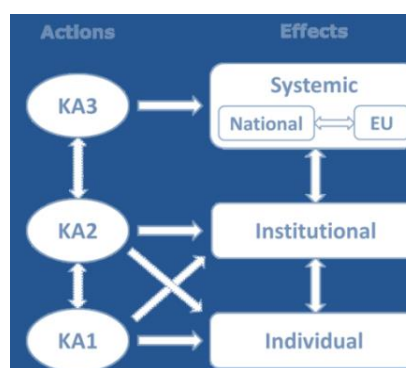 Actions Effects
Systemic
KA3
National EU
KA2 Institutional
KA1 Individual